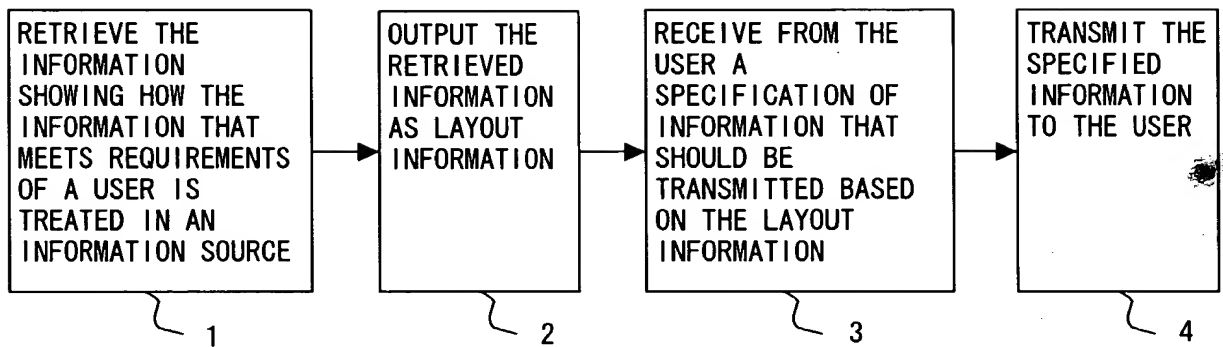 RETRIEVE THE
INFORMATION
SHOWING HOW THE
INFORMATION THAT
MEETS REQUIREMENTS
OF A USER IS
TREATED IN AN
INFORMATION SOURCE
OUTPUT THE
RETRIEVED
INFORMATION
AS LAYOUT
INFORMATION
RECEIVE FROM THE
USER A
SPECIFICATION OF
INFORMATION THAT
SHOULD BE
TRANSMITTED BASED
ON THE LAYOUT
INFORMATION
TRANSMIT THE
SPECIFIED
INFORMATION
TO THE USER
1
2
3
4